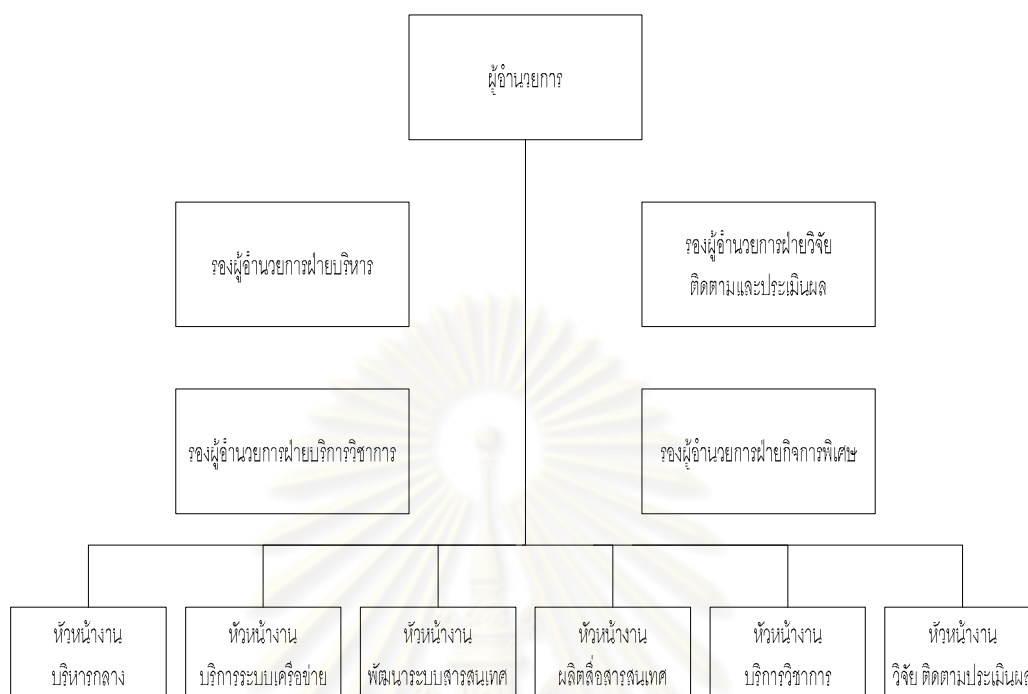 ผู้อำนวยการ
รองผู้อำนวยการฝ่ายบริหาร
รองผู้อำนวยการฝ่ายวิจัย
ติดตามและประเมินผล
รองผู้อำนวยการฝ่ายบริการวิชาการ
รองผู้อำนวยการฝ่ายกิจการพิเศษ
หัวหน้างาน
บริหารกลาง
หัวหน้างาน
บริการระบบเครือข่าย
หัวหน้างาน
พัฒนาระบบสารสนเทศ
หัวหน้างาน
ผลิตสื่อสารสนเทศ
หัวหน้างาน
บริการวิชาการ
หัวหน้างาน
วิจัย ติดตามประเมินผล